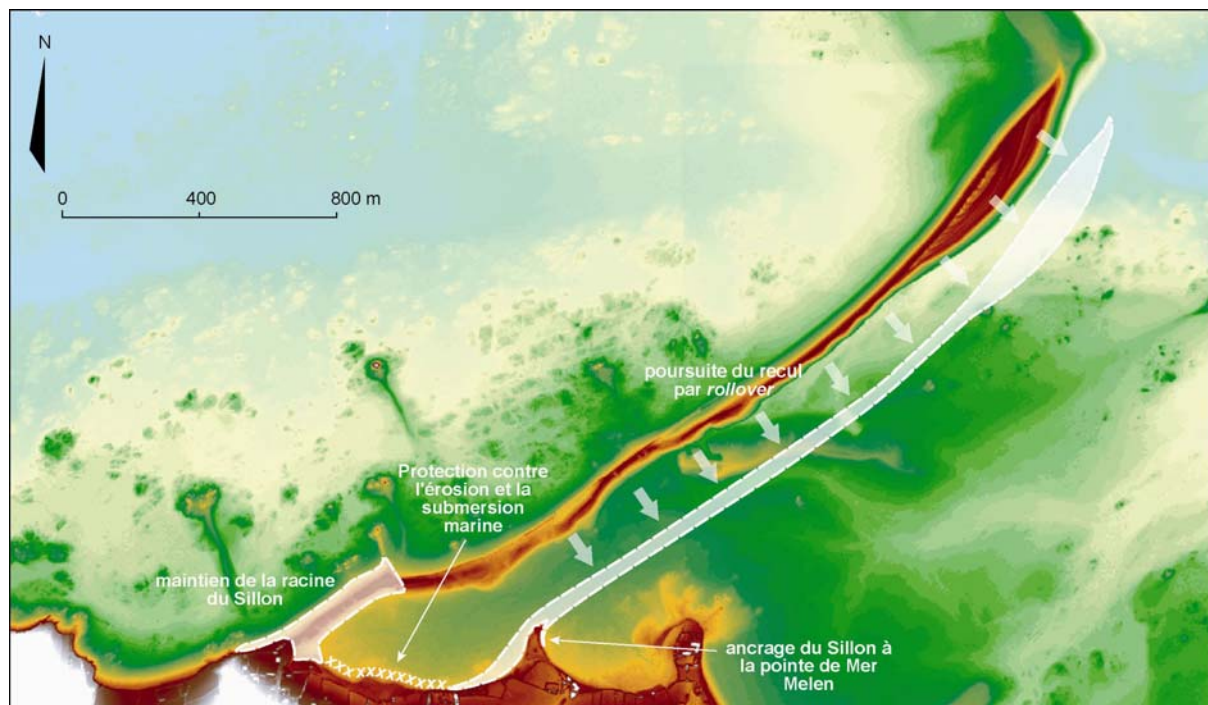 N
0 400 800 m
poursuite du recul
par rollover
Protection contre
l'érosion et la
submersion
marine
maintien de la racine
du Sillon
ancrage du Sillon à
la pointe de Mer
Melen
xxxxxxxxxxxx